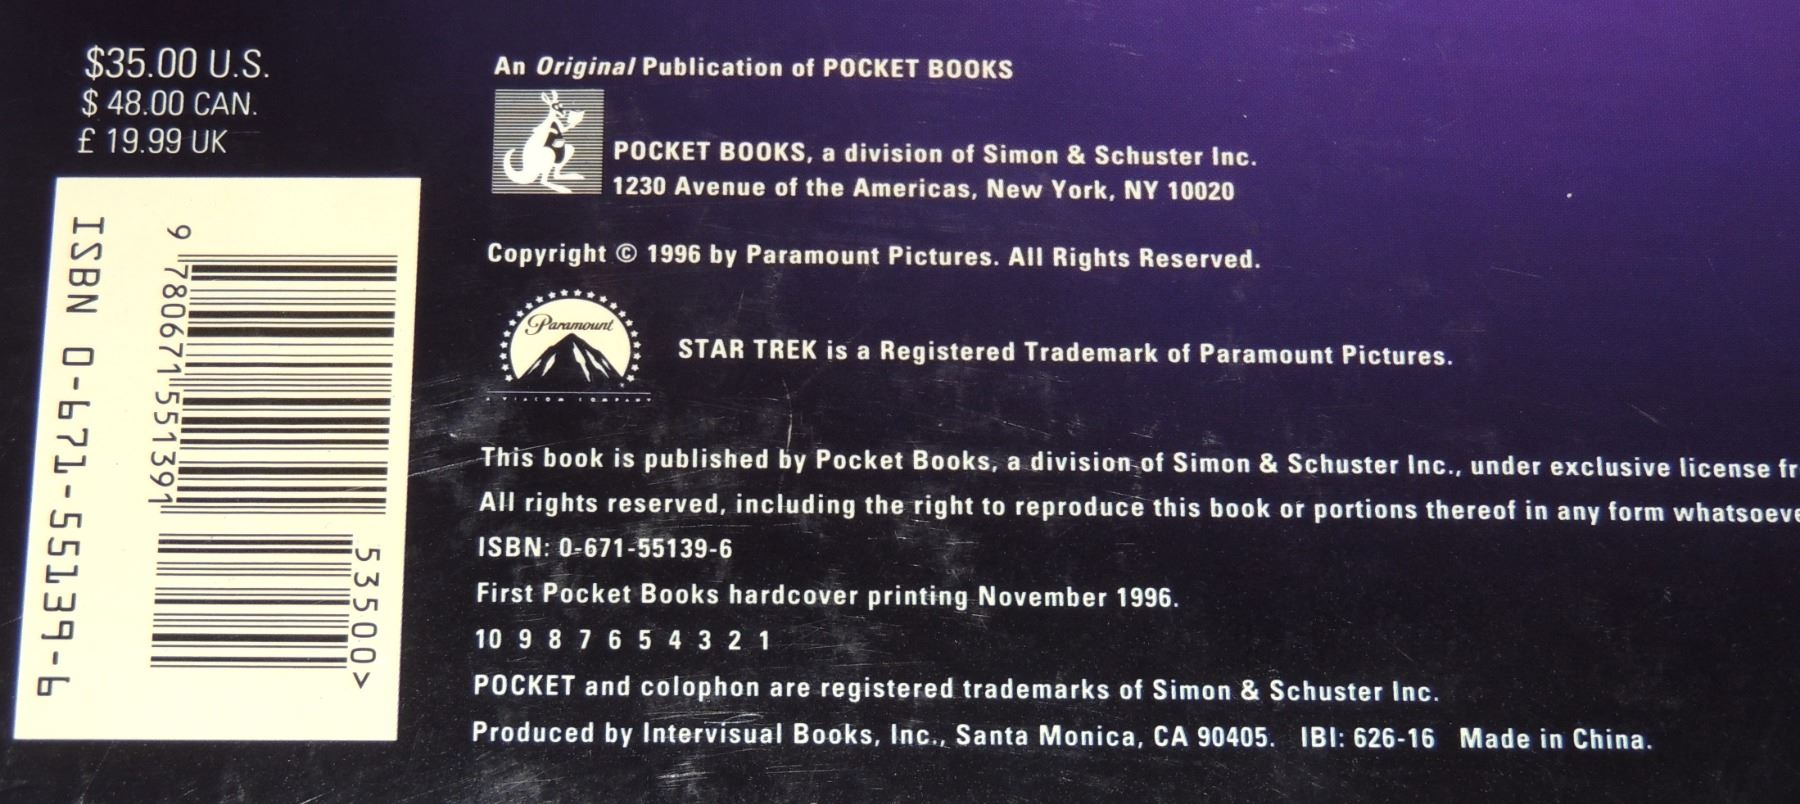 $35.00 U.S.
$ 48.00 CAN.
£ 19.99 UK
ISBN 0-671-55139-6
9 780671 551391
53500>
An Original Publication of POCKET BOOKS
POCKET BOOKS, a division of Simon & Schuster Inc.
1230 Avenue of the Americas, New York, NY 10020
Copyright © 1996 by Paramount Pictures. All Rights Reserved.
Paramount
A VIACOM COMPANY
STAR TREK is a Registered Trademark of Paramount Pictures.
This book is published by Pocket Books, a division of Simon & Schuster Inc., under exclusive license fr
All rights reserved, including the right to reproduce this book or portions thereof in any form whatsoeve
ISBN: 0-671-55139-6
First Pocket Books hardcover printing November 1996.
10 9 8 7 6 5 4 3 2 1
POCKET and colophon are registered trademarks of Simon & Schuster Inc.
Produced by Intervisual Books, Inc., Santa Monica, CA 90405. IBI: 626-16 Made in China.